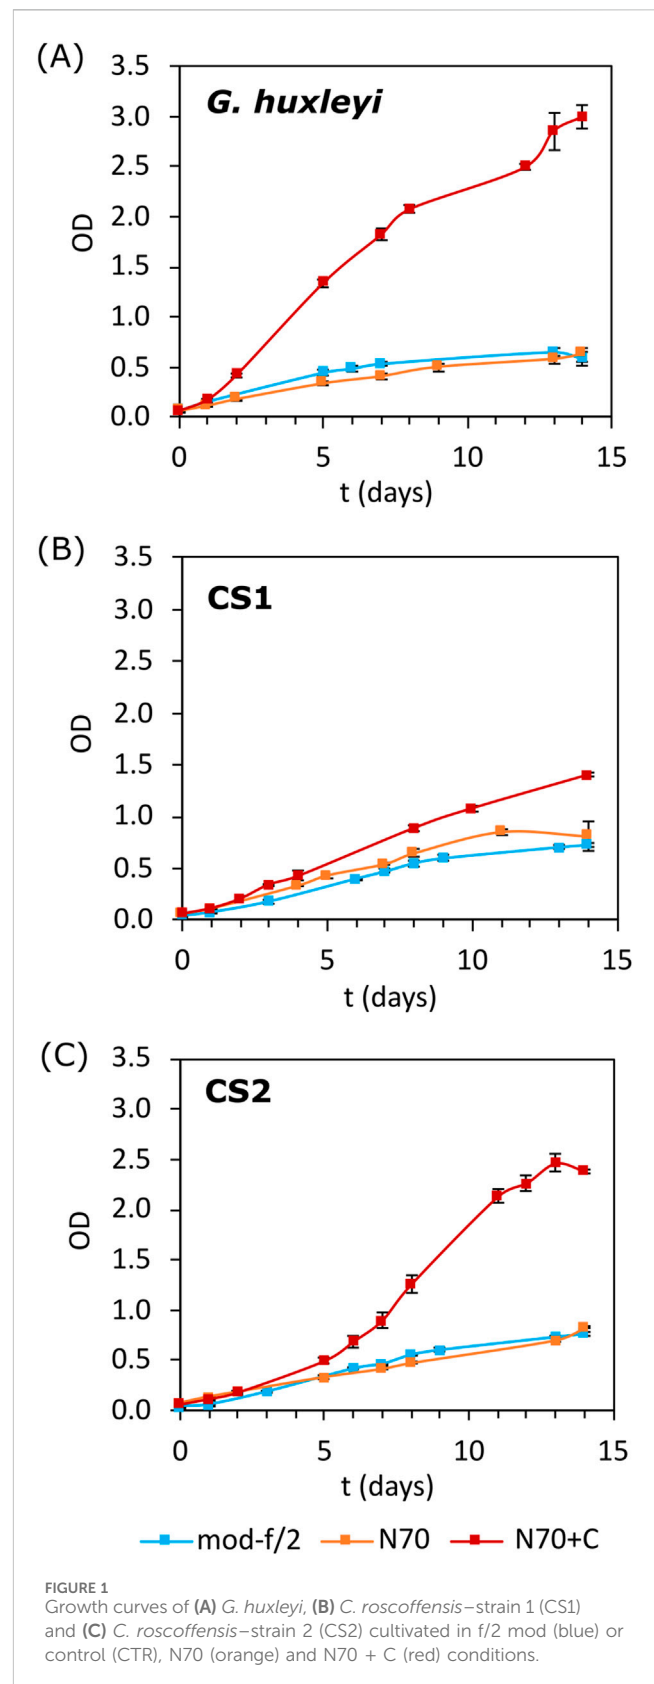 (A)
3.5
3.0
2.5
2.0
1.5
1.0
0.5
0.0
OD
G. huxleyi
0 5 10 15
t (days)
(B)
3.5
3.0
2.5
2.0
1.5
1.0
0.5
0.0
OD
CS1
0 5 10 15
t (days)
(C)
3.5
3.0
2.5
2.0
1.5
1.0
0.5
0.0
OD
CS2
0 5 10 15
t (days)
mod-f/2 N70 N70+C
FIGURE 1
Growth curves of (A) G. huxleyi, (B) C. roscoffensis–strain 1 (CS1)
and (C) C. roscoffensis–strain 2 (CS2) cultivated in f/2 mod (blue) or
control (CTR), N70 (orange) and N70 + C (red) conditions.